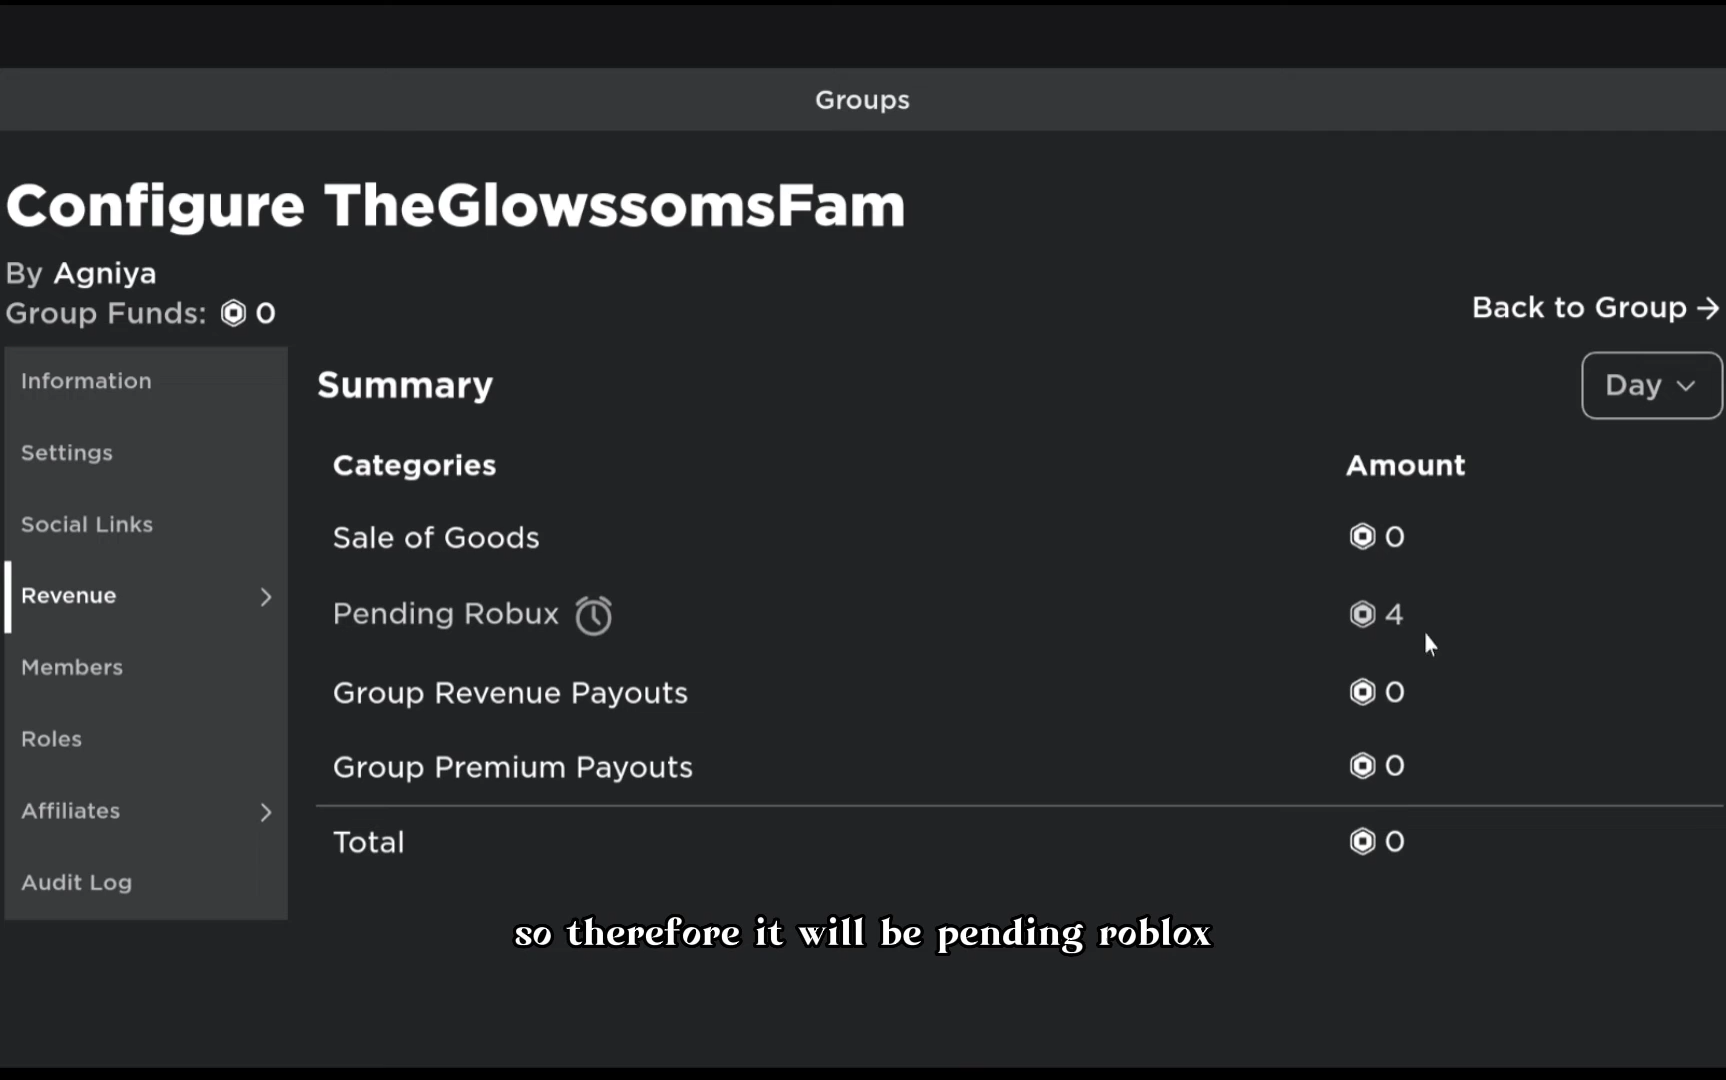 Groups
Configure TheGlowssomsFam
By Agniya
Group Funds: 0
Back to Group →
Information
Settings
Social Links
Revenue
Members
Roles
Affiliates
Audit Log
Summary
Day
Categories Amount
Sale of Goods 0
Pending Robux 4
Group Revenue Payouts 0
Group Premium Payouts 0
Total 0
so therefore it will be pending roblox